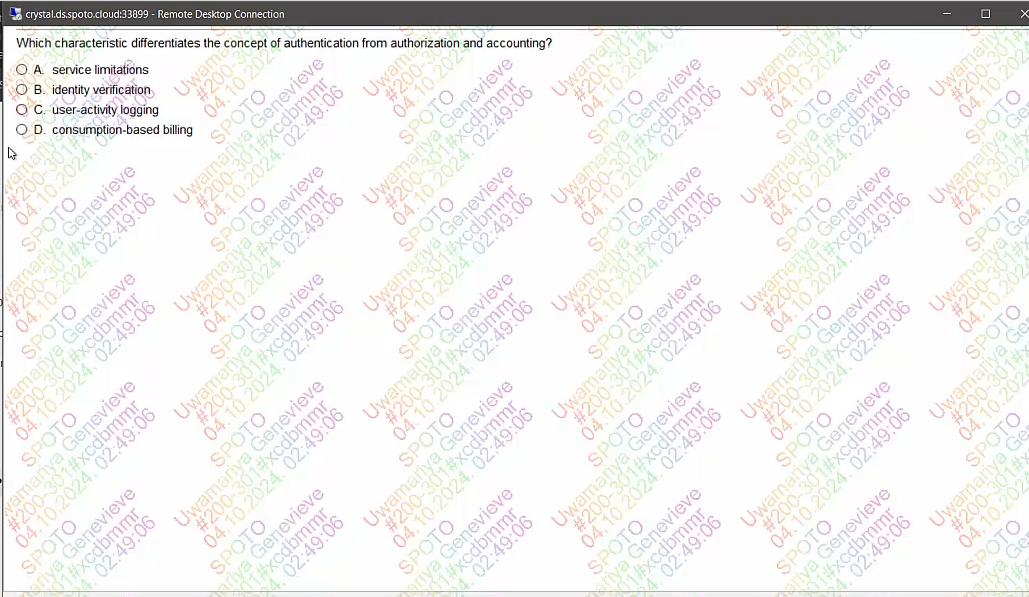 crystal.ds.spoto.cloud:33899 - Remote Desktop Connection
Which characteristic differentiates the concept of authentication from authorization and accounting?
A. service limitations
B. identity verification
C. user-activity logging
D. consumption-based billing
SPOTO
Uwamariya Genevieve
#200-301#xcdbmmr
04.10.2024. 02:49:06